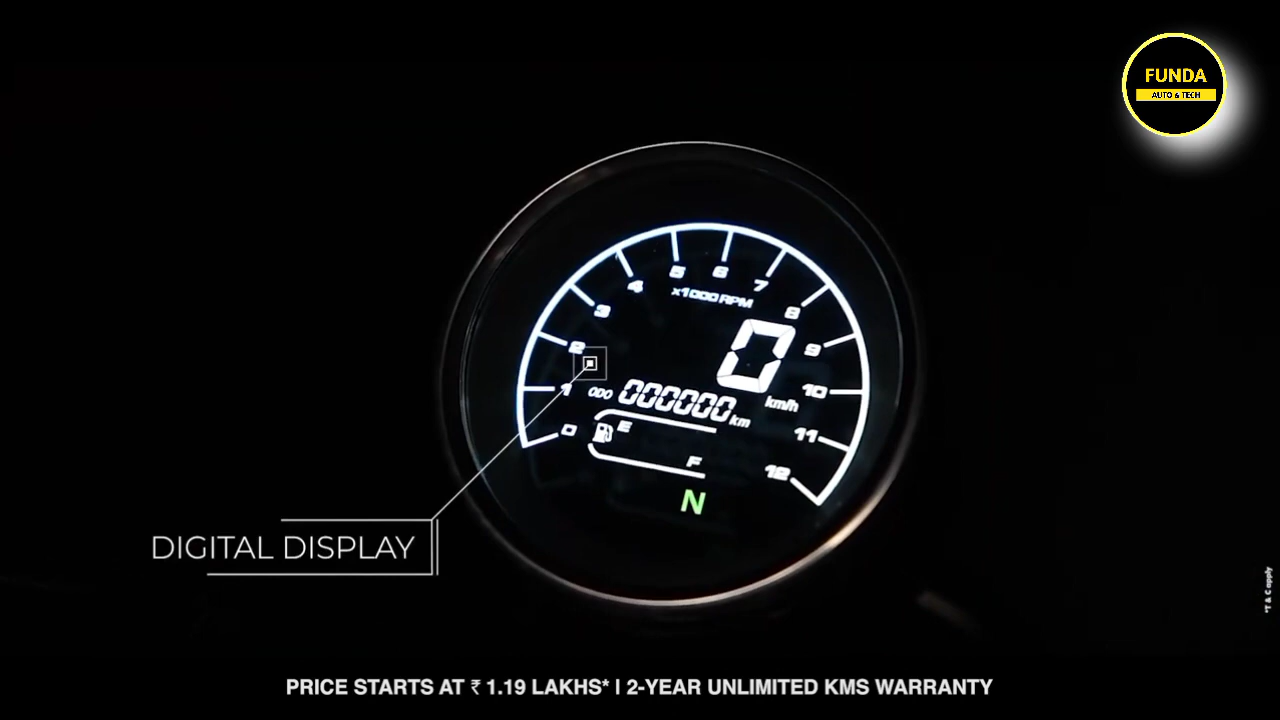 FUNDA
AUTO & TECH
5 6
4 7
x1000 RPM
3 8
2 0 9
1 ODO 000000 km km/h 10
0 E 11
F 12
N
DIGITAL DISPLAY
*T & C apply
PRICE STARTS AT ₹ 1.19 LAKHS* I 2-YEAR UNLIMITED KMS WARRANTY